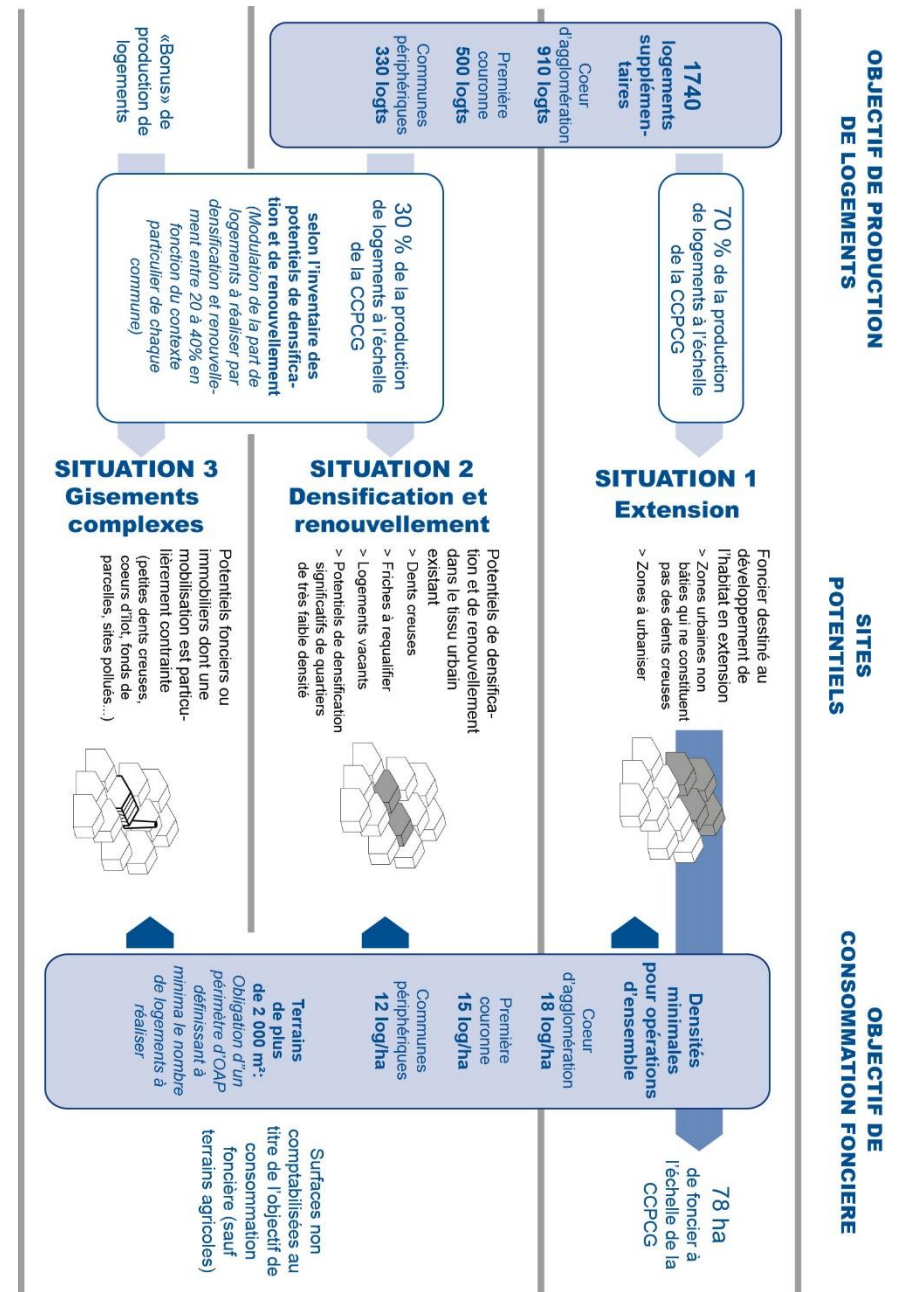 OBJECTIF DE PRODUCTION
DE LOGEMENTS
SITES
POTENTIELS
OBJECTIF DE
CONSOMMATION FONCIERE
1740
logements
supplémen-
taires
Coeur
d'agglomération
910 logts
Première
couronne
500 logts
Communes
périphériques
330 logts
«Bonus» de
production de
logements
70 % de la production
de logements à l'échelle
de la CCPCG
30 % de la production
de logements à l'échelle
de la CCPCG
selon l'inventaire des
potentiels de densifica-
tion et de renouvellement
(Modulation de la part de
logements à réaliser par
densification et renouvelle-
ment entre 20 à 40% en
fonction du contexte
particulier de chaque
commune)
SITUATION 1
Extension
Foncier destiné au
développement de
l'habitat en extension
> Zones urbaines non
bâties qui ne constituent
pas des dents creuses
> Zones à urbaniser
SITUATION 2
Densification et
renouvellement
Potentiels de densifica-
tion et de renouvellement
dans le tissu urbain
existant
> Dents creuses
> Friches à requalifier
> Logements vacants
> Potentiels de densification
significatifs de quartiers
de très faible densité
SITUATION 3
Gisements
complexes
Potentiels fonciers ou
immobiliers dont une
mobilisation est particu-
lièrement contrainte
(petites dents creuses,
coeurs d'îlot, fonds de
parcelles, sites pollués...)
Densités
minimales
pour opérations
d'ensemble
Coeur
d'agglomération
18 log/ha
Première
couronne
15 log/ha
Communes
périphériques
12 log/ha
Terrains
de plus
de 2 000 m²:
Obligation d"un
périmètre d'OAP
définissant à
minima le nombre
de logements à
réaliser
78 ha
de foncier à
l'échelle de la
CCPCG
Surfaces non
comptabilisées au
titre de l'objectif de
consommation
foncière (sauf
terrains agricoles)